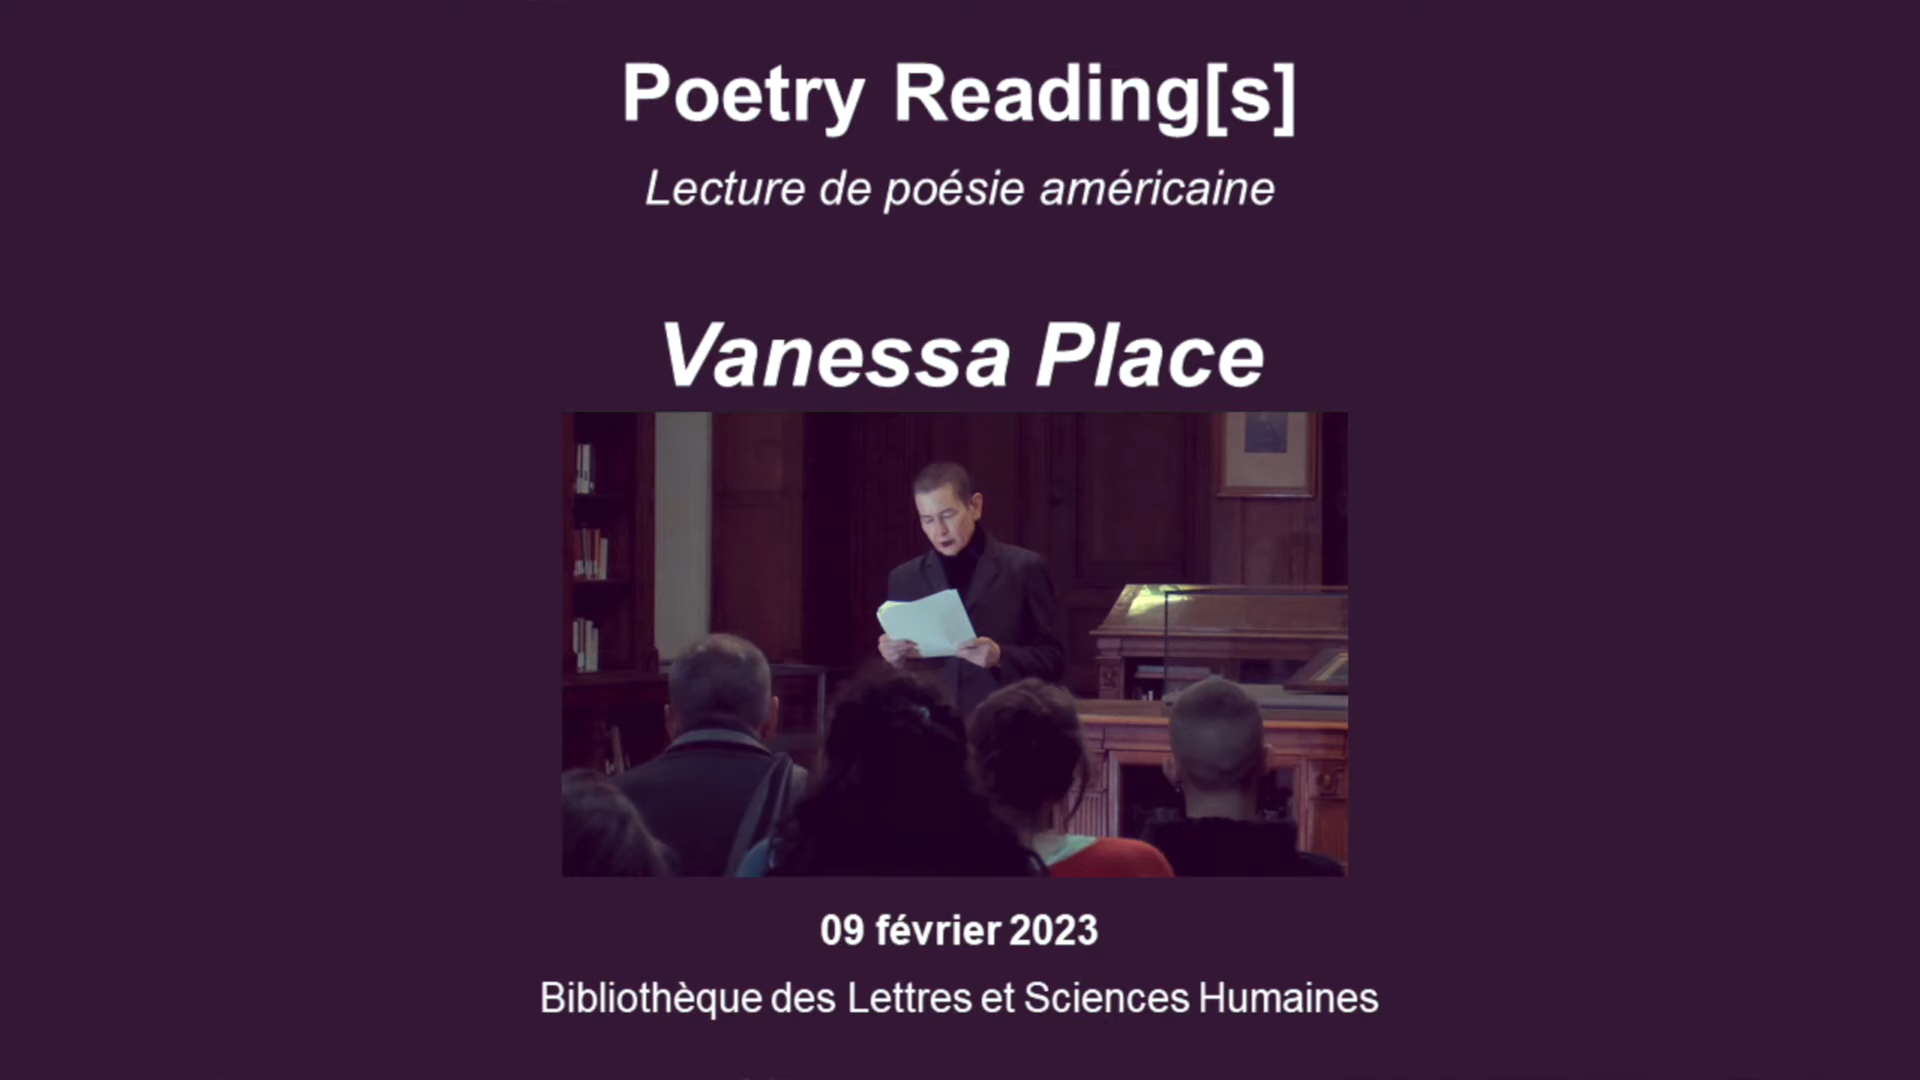 Poetry Reading[s]
Lecture de poésie américaine
Vanessa Place
09 février 2023
Bibliothèque des Lettres et Sciences Humaines